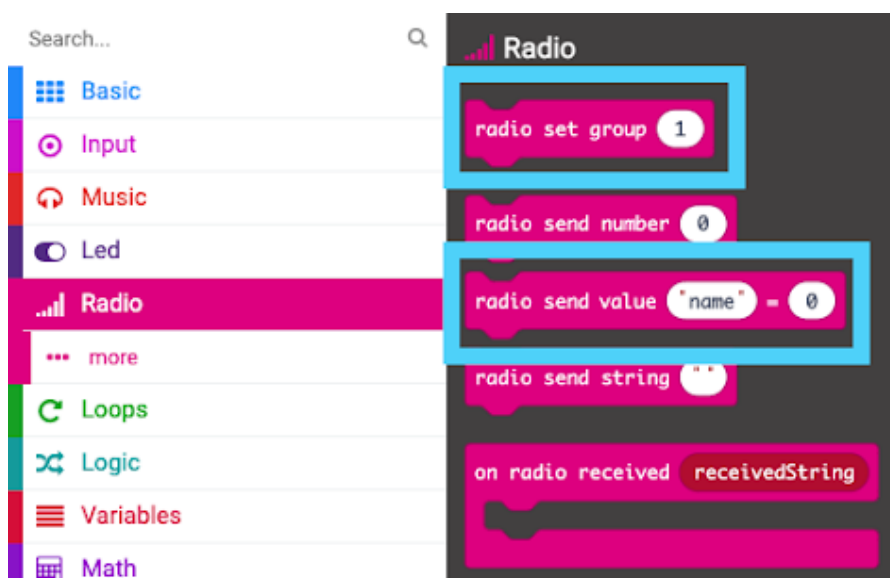 Search...
Basic
Input
Music
Led
Radio
more
Loops
Logic
Variables
Math
Radio
radio set group 1
radio send number 0
radio send value "name" = 0
radio send string " "
on radio received receivedString